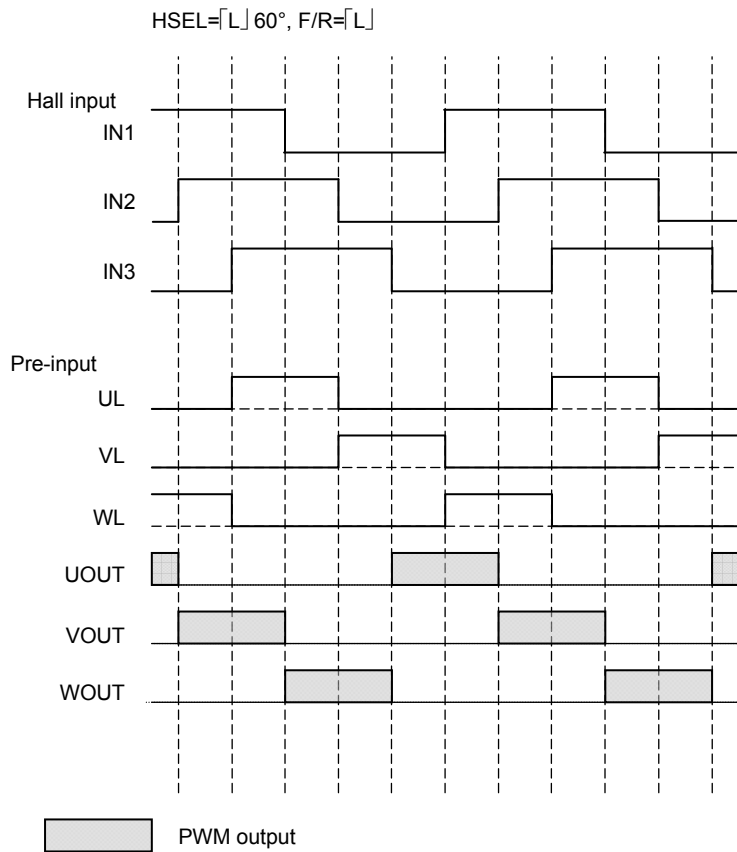 HSEL=「L」60°, F/R=「L」
Hall input
IN1
IN2
IN3
Pre-input
UL
VL
WL
UOUT
VOUT
WOUT
PWM output